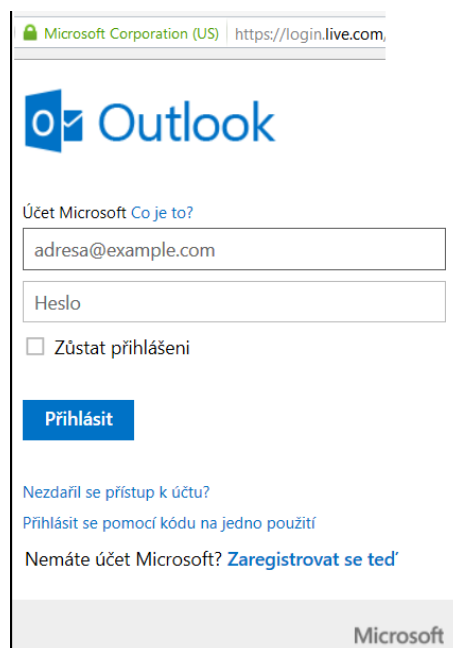 Microsoft Corporation (US) https://login.live.com,
Outlook
Účet Microsoft Co je to?
adresa@example.com
Heslo
Zůstat přihlášeni
Přihlásit
Nezdařil se přístup k účtu?
Přihlásit se pomocí kódu na jedno použití
Nemáte účet Microsoft? Zaregistrovat se teď
Microsoft